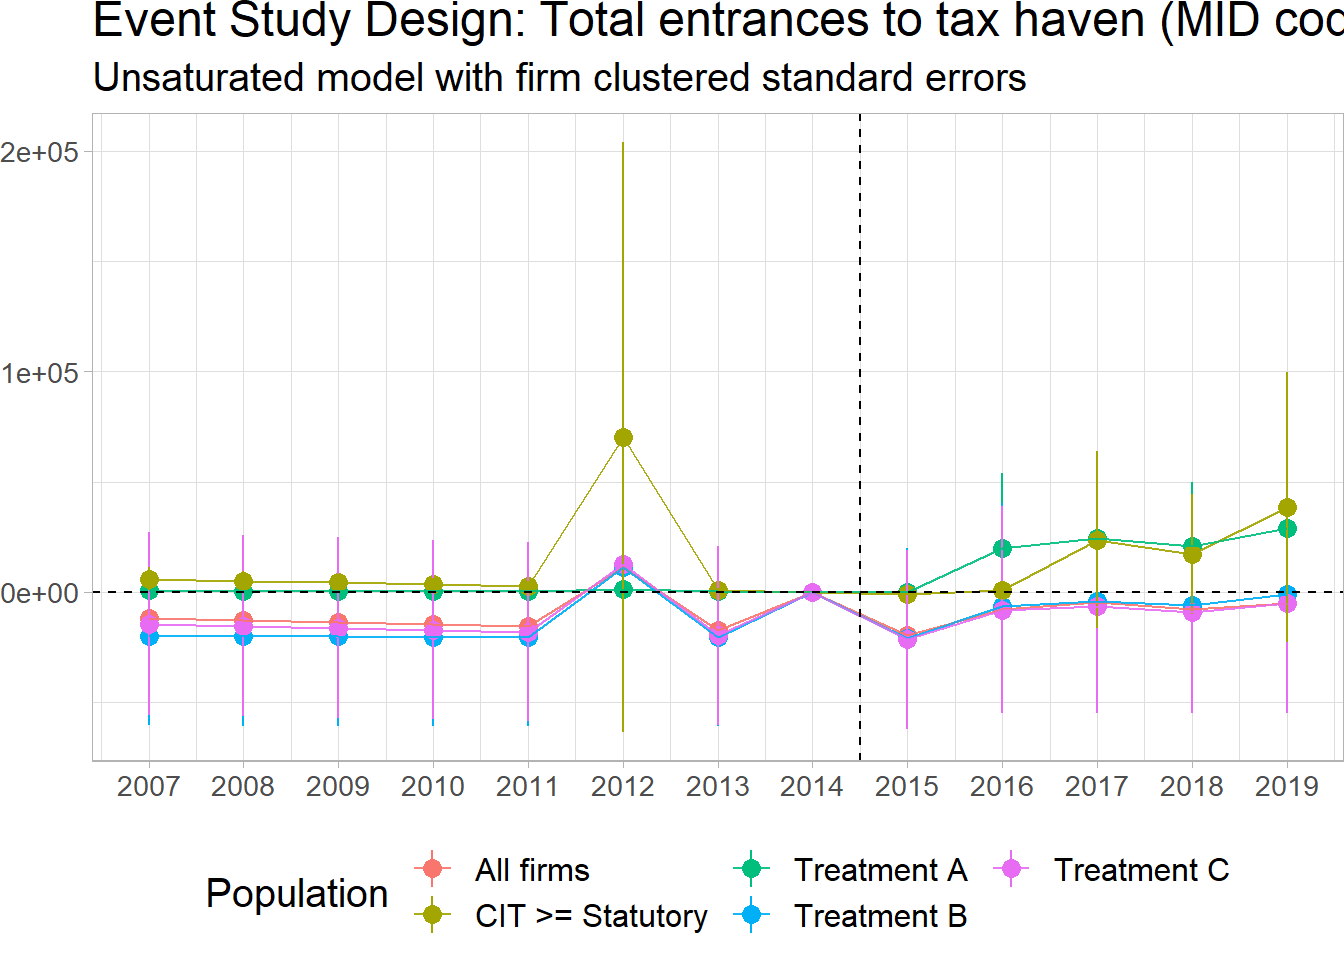 Event Study Design: Total entrances to tax haven (MID
Unsaturated model with firm clustered standard errors
2e+05
1e+05
0e+00
2007 2008 2009 2010 2011 2012 2013 2014 2015 2016 2017 2018 2019
Population
All firms
CIT >= Statutory
Treatment A
Treatment B
Treatment C